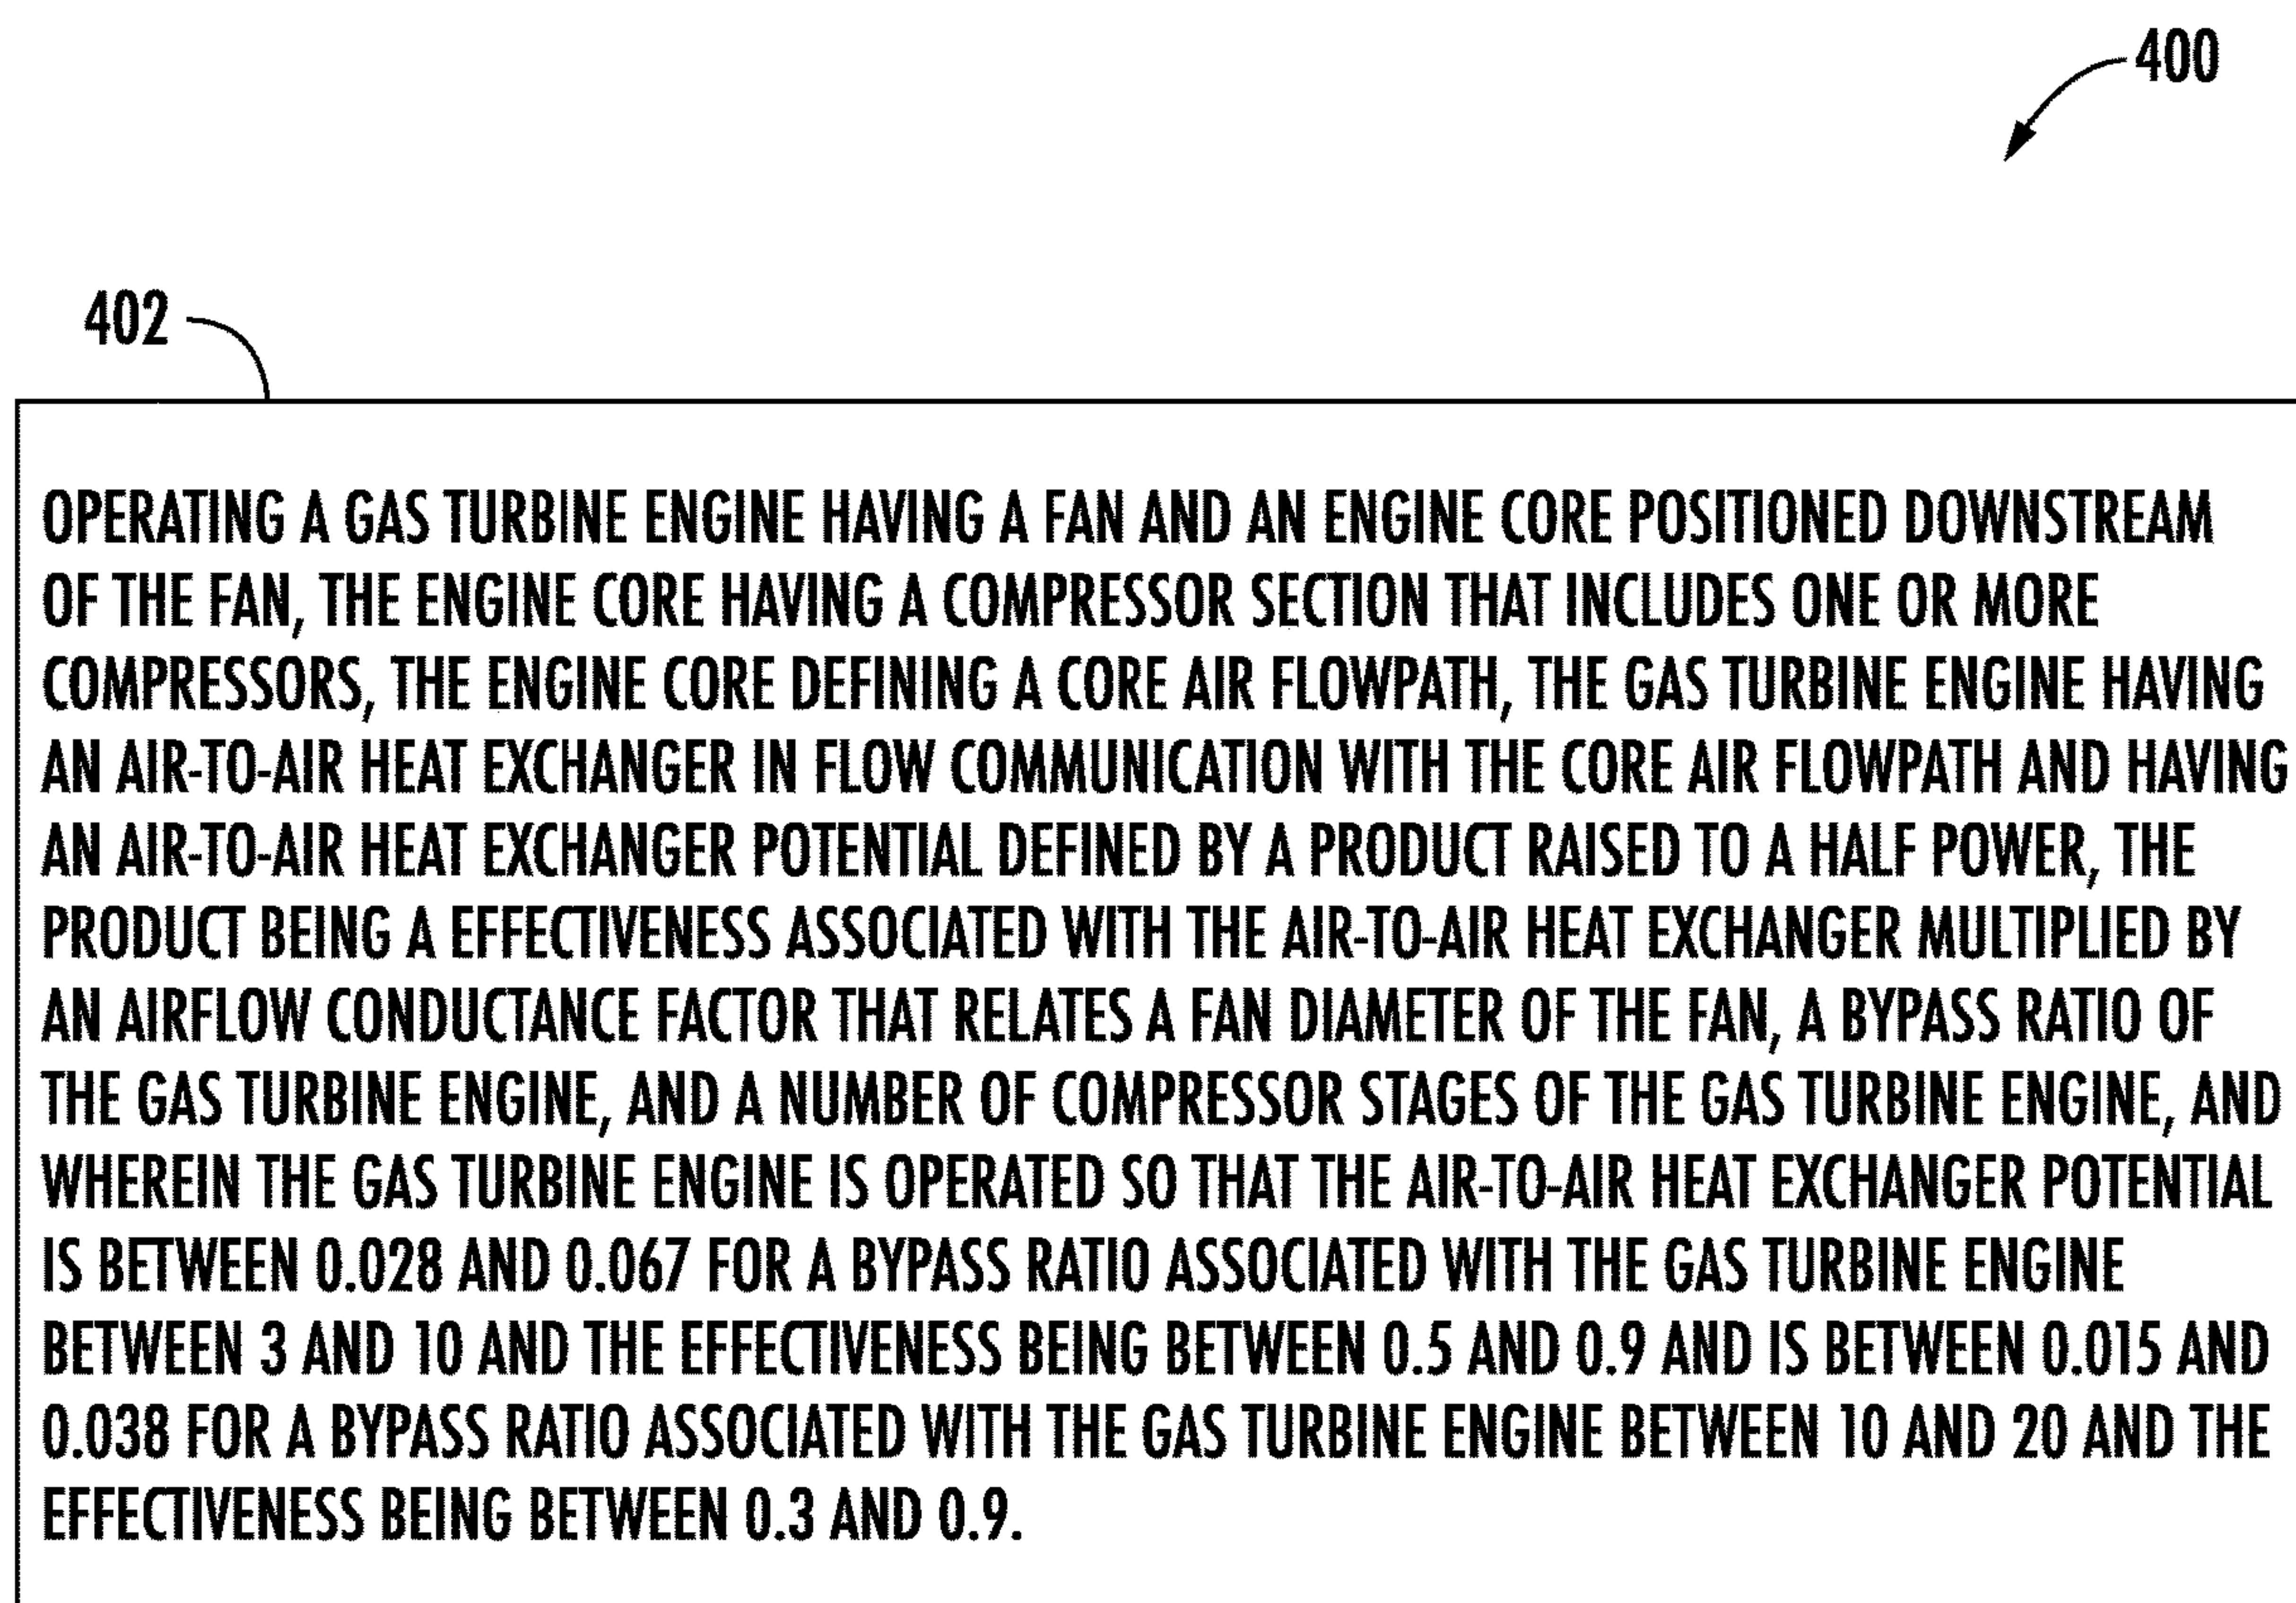 400
402
OPERATING A GAS TURBINE ENGINE HAVING A FAN AND AN ENGINE CORE POSITIONED DOWNSTREAM
OF THE FAN, THE ENGINE CORE HAVING A COMPRESSOR SECTION THAT INCLUDES ONE OR MORE
COMPRESSORS, THE ENGINE CORE DEFINING A CORE AIR FLOWPATH, THE GAS TURBINE ENGINE HAVING
AN AIR-TO-AIR HEAT EXCHANGER IN FLOW COMMUNICATION WITH THE CORE AIR FLOWPATH AND HAVING
AN AIR-TO-AIR HEAT EXCHANGER POTENTIAL DEFINED BY A PRODUCT RAISED TO A HALF POWER, THE
PRODUCT BEING A EFFECTIVENESS ASSOCIATED WITH THE AIR-TO-AIR HEAT EXCHANGER MULTIPLIED BY
AN AIRFLOW CONDUCTANCE FACTOR THAT RELATES A FAN DIAMETER OF THE FAN, A BYPASS RATIO OF
THE GAS TURBINE ENGINE, AND A NUMBER OF COMPRESSOR STAGES OF THE GAS TURBINE ENGINE, AND
WHEREIN THE GAS TURBINE ENGINE IS OPERATED SO THAT THE AIR-TO-AIR HEAT EXCHANGER POTENTIAL
IS BETWEEN 0.028 AND 0.067 FOR A BYPASS RATIO ASSOCIATED WITH THE GAS TURBINE ENGINE
BETWEEN 3 AND 10 AND THE EFFECTIVENESS BEING BETWEEN 0.5 AND 0.9 AND IS BETWEEN 0.015 AND
0.038 FOR A BYPASS RATIO ASSOCIATED WITH THE GAS TURBINE ENGINE BETWEEN 10 AND 20 AND THE
EFFECTIVENESS BEING BETWEEN 0.3 AND 0.9.